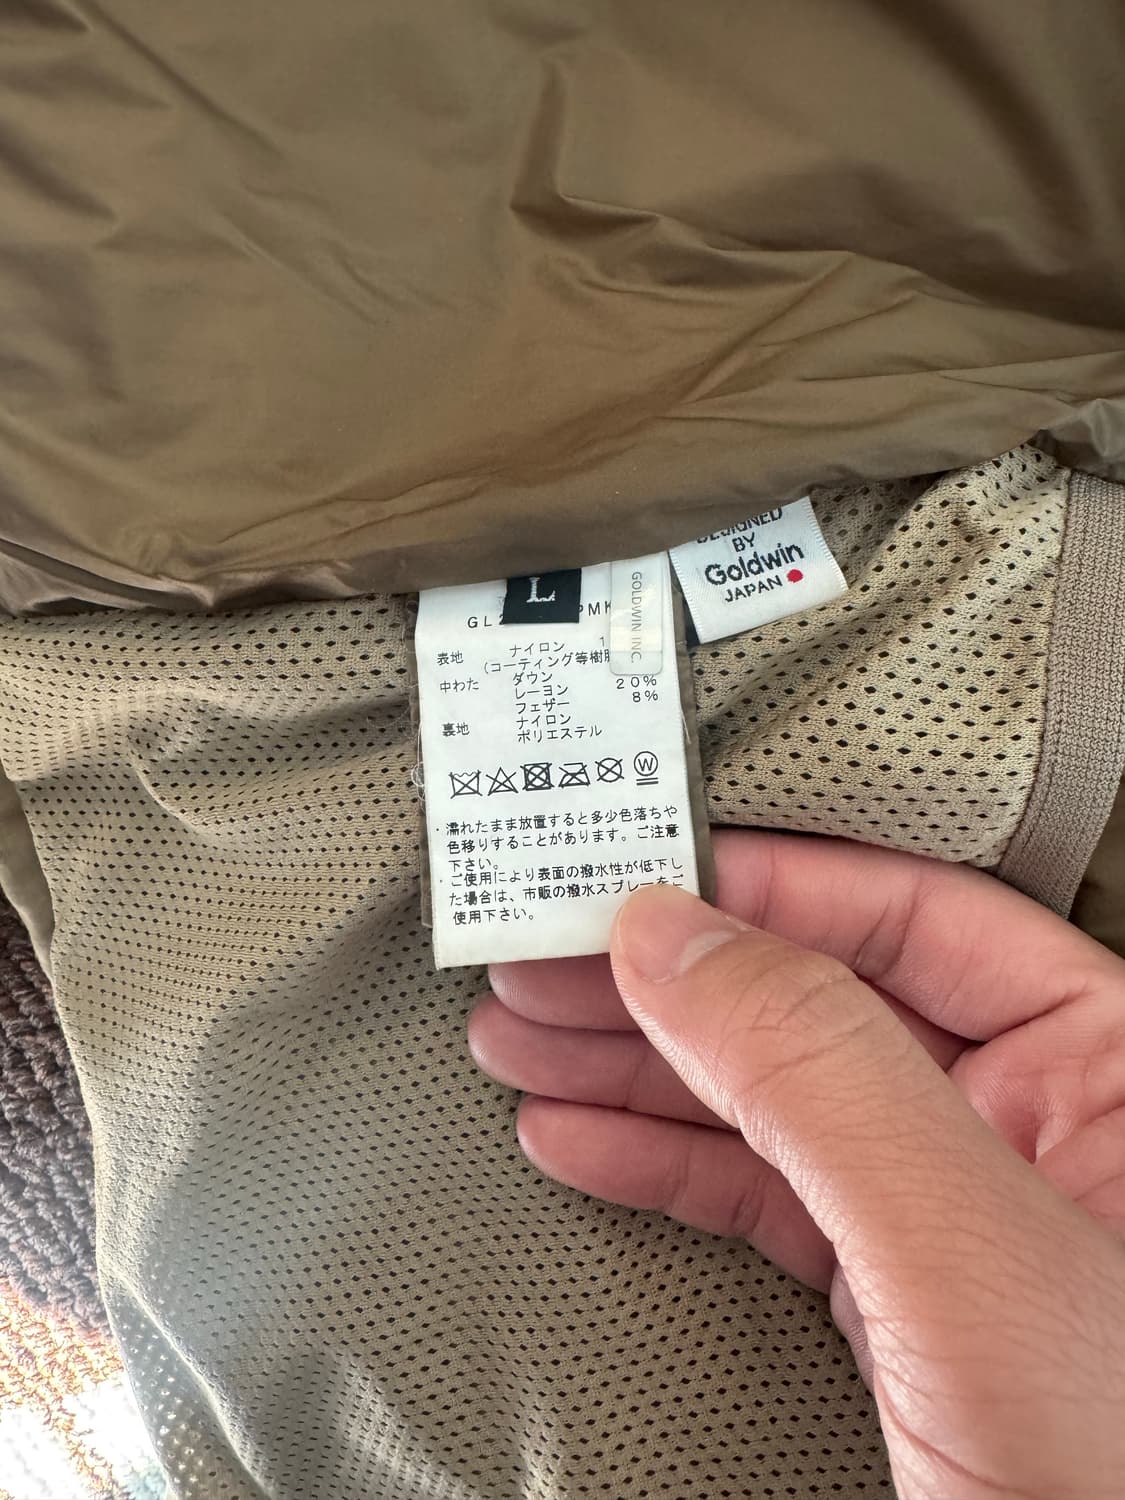 L
GL
PMK
GOLDWIN INC.
DESIGNED
BY
Goldwin
JAPAN
表地 ナイロン 1
(コーティング等樹脂
中わた ダウン
レーヨン 20%
フェザー 8%
裏地 ナイロン
ポリエステル
W
・濡れたまま放置すると多少色落ちや
色移りすることがあります。ご注意
下さい。
・ご使用により表面の撥水性が低下し
た場合は、市販の撥水スプレーをご
使用下さい。